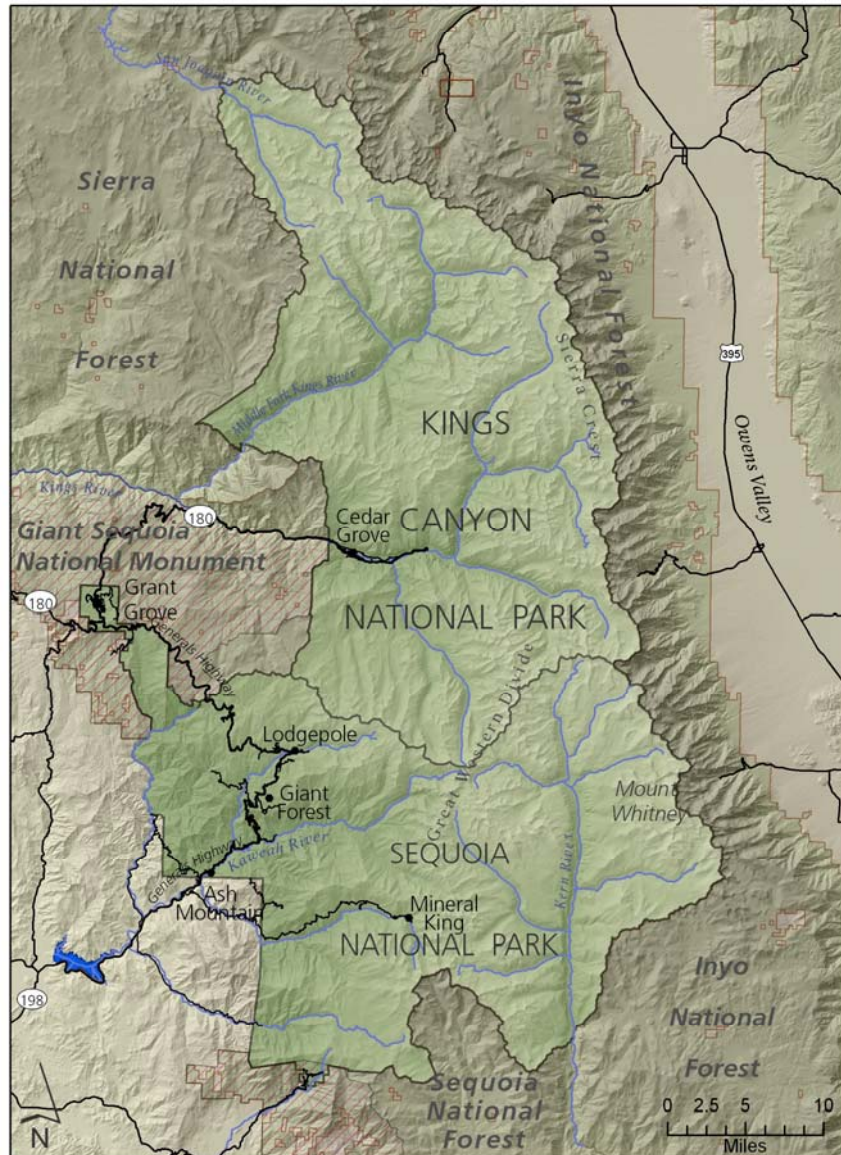 San Joaquin River
Inyo National Forest
Sierra
National
Forest
395
Sierra Crest
Middle Fork Kings River
KINGS
Owens Valley
Kings River
180
Cedar
Grove
CANYON
Giant Sequoia
National Monument
Grant
Grove
180
NATIONAL PARK
Generals Highway
Great Western Divide
Lodgepole
Mount
Whitney
Giant
Forest
Kaweah River
SEQUOIA
Generals Highway
Kern River
Ash
Mountain
Mineral
King
NATIONAL PARK
Inyo
National
Forest
198
Sequoia
National
Forest
0 2.5 5 10
Miles
N